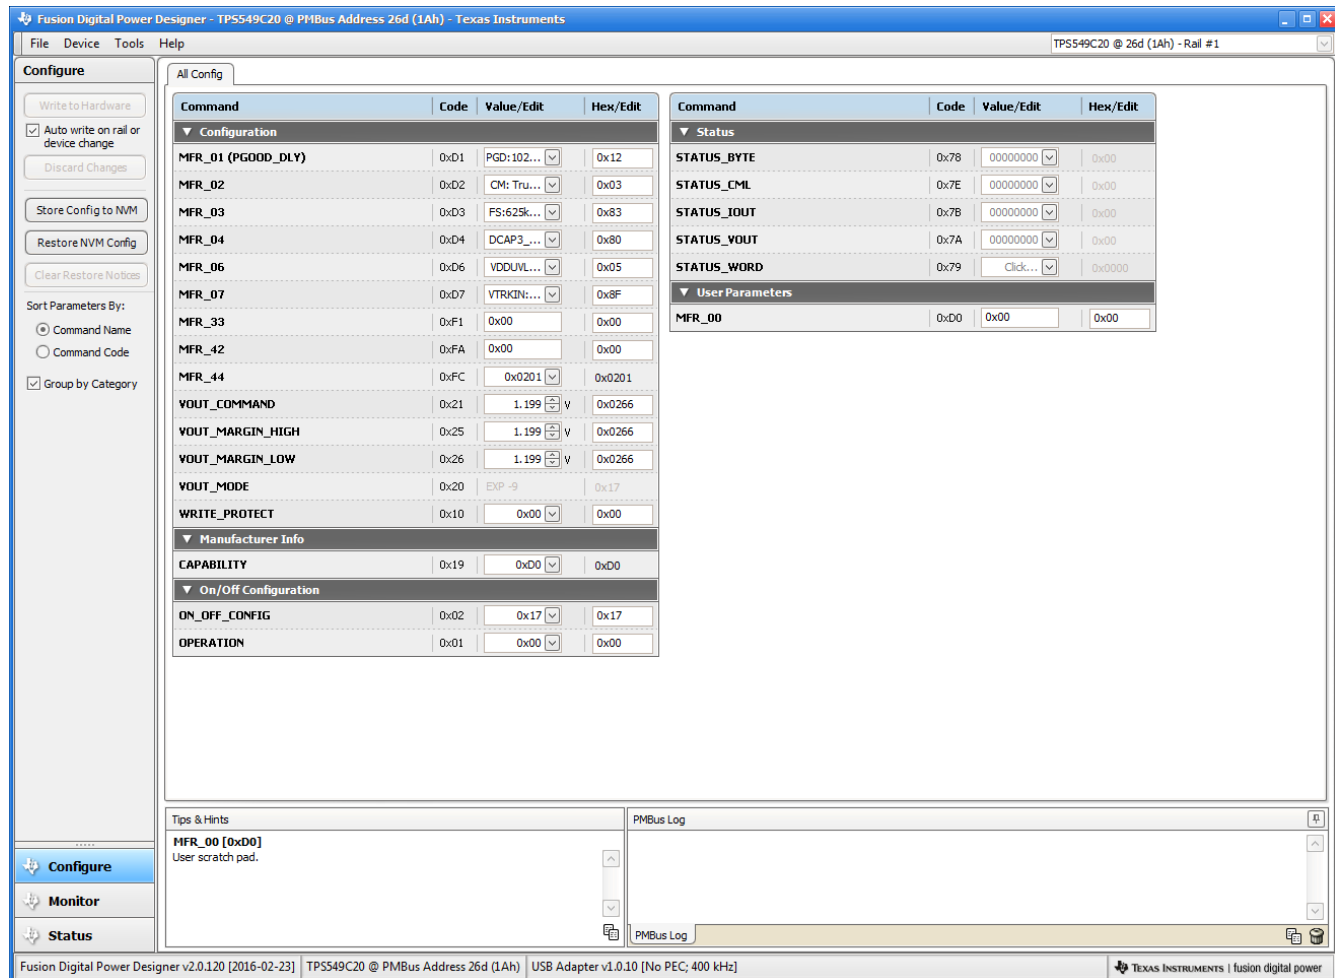 Fusion Digital Power Designer - TPS549C20 @ PMBus Address 26d (1Ah) - Texas Instruments
File Device Tools Help
TPS549C20 @ 26d (1Ah) - Rail #1
Configure
Write to Hardware
Auto write on rail or
device change
Discard Changes
Store Config to NVM
Restore NVM Config
Clear Restore Notices
Sort Parameters By:
Command Name
Command Code
Group by Category
All Config
Command Code Value/Edit Hex/Edit
Configuration
MFR_01 (PGOOD_DLY) 0xD1 PGD:102... 0x12
MFR_02 0xD2 CM: Tru... 0x03
MFR_03 0xD3 FS:625k... 0x83
MFR_04 0xD4 DCAP3_... 0x80
MFR_06 0xD6 VDDUVL... 0x05
MFR_07 0xD7 VTRKIN:... 0x8F
MFR_33 0xF1 0x00 0x00
MFR_42 0xFA 0x00 0x00
MFR_44 0xFC 0x0201 0x0201
VOUT_COMMAND 0x21 1.199 V 0x0266
VOUT_MARGIN_HIGH 0x25 1.199 V 0x0266
VOUT_MARGIN_LOW 0x26 1.199 V 0x0266
VOUT_MODE 0x20 EXP -9 0x17
WRITE_PROTECT 0x10 0x00 0x00
Manufacturer Info
CAPABILITY 0x19 0xD0 0xD0
On/Off Configuration
ON_OFF_CONFIG 0x02 0x17 0x17
OPERATION 0x01 0x00 0x00
Command Code Value/Edit Hex/Edit
Status
STATUS_BYTE 0x78 00000000 0x00
STATUS_CML 0x7E 00000000 0x00
STATUS_IOUT 0x7B 00000000 0x00
STATUS_VOUT 0x7A 00000000 0x00
STATUS_WORD 0x79 Click... 0x0000
User Parameters
MFR_00 0xD0 0x00 0x00
Tips & Hints
MFR_00 [0xD0]
User scratch pad.
PMBus Log
PMBus Log
Configure
Monitor
Status
Fusion Digital Power Designer v2.0.120 [2016-02-23] TPS549C20 @ PMBus Address 26d (1Ah) USB Adapter v1.0.10 [No PEC; 400 kHz] TEXAS INSTRUMENTS | fusion digital power